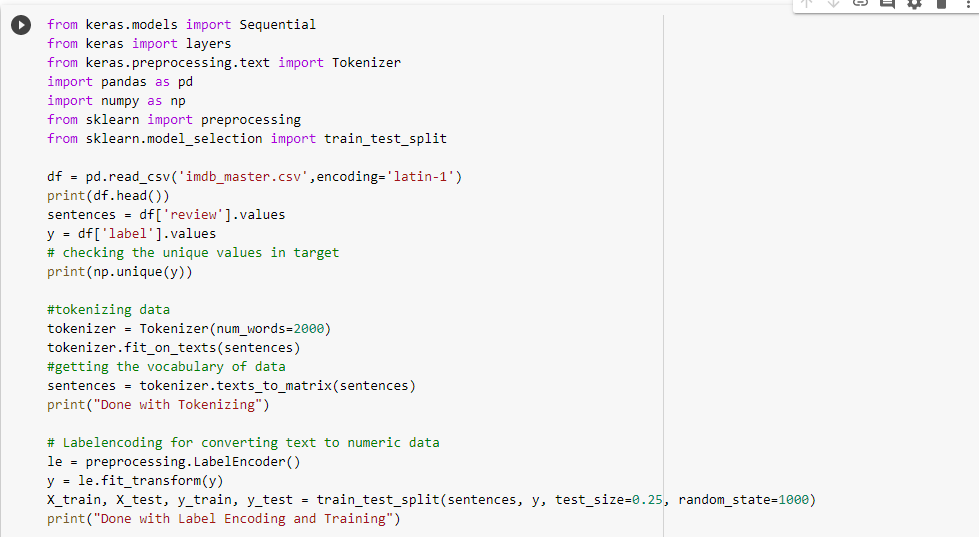 from keras.models import Sequential
from keras import layers
from keras.preprocessing.text import Tokenizer
import pandas as pd
import numpy as np
from sklearn import preprocessing
from sklearn.model_selection import train_test_split
df = pd.read_csv('imdb_master.csv',encoding='latin-1')
print(df.head())
sentences = df['review'].values
y = df['label'].values
# checking the unique values in target
print(np.unique(y))
#tokenizing data
tokenizer = Tokenizer(num_words=2000)
tokenizer.fit_on_texts(sentences)
#getting the vocabulary of data
sentences = tokenizer.texts_to_matrix(sentences)
print("Done with Tokenizing")
# Labelencoding for converting text to numeric data
le = preprocessing.LabelEncoder()
y = le.fit_transform(y)
X_train, X_test, y_train, y_test = train_test_split(sentences, y, test_size=0.25, random_state=1000)
print("Done with Label Encoding and Training")